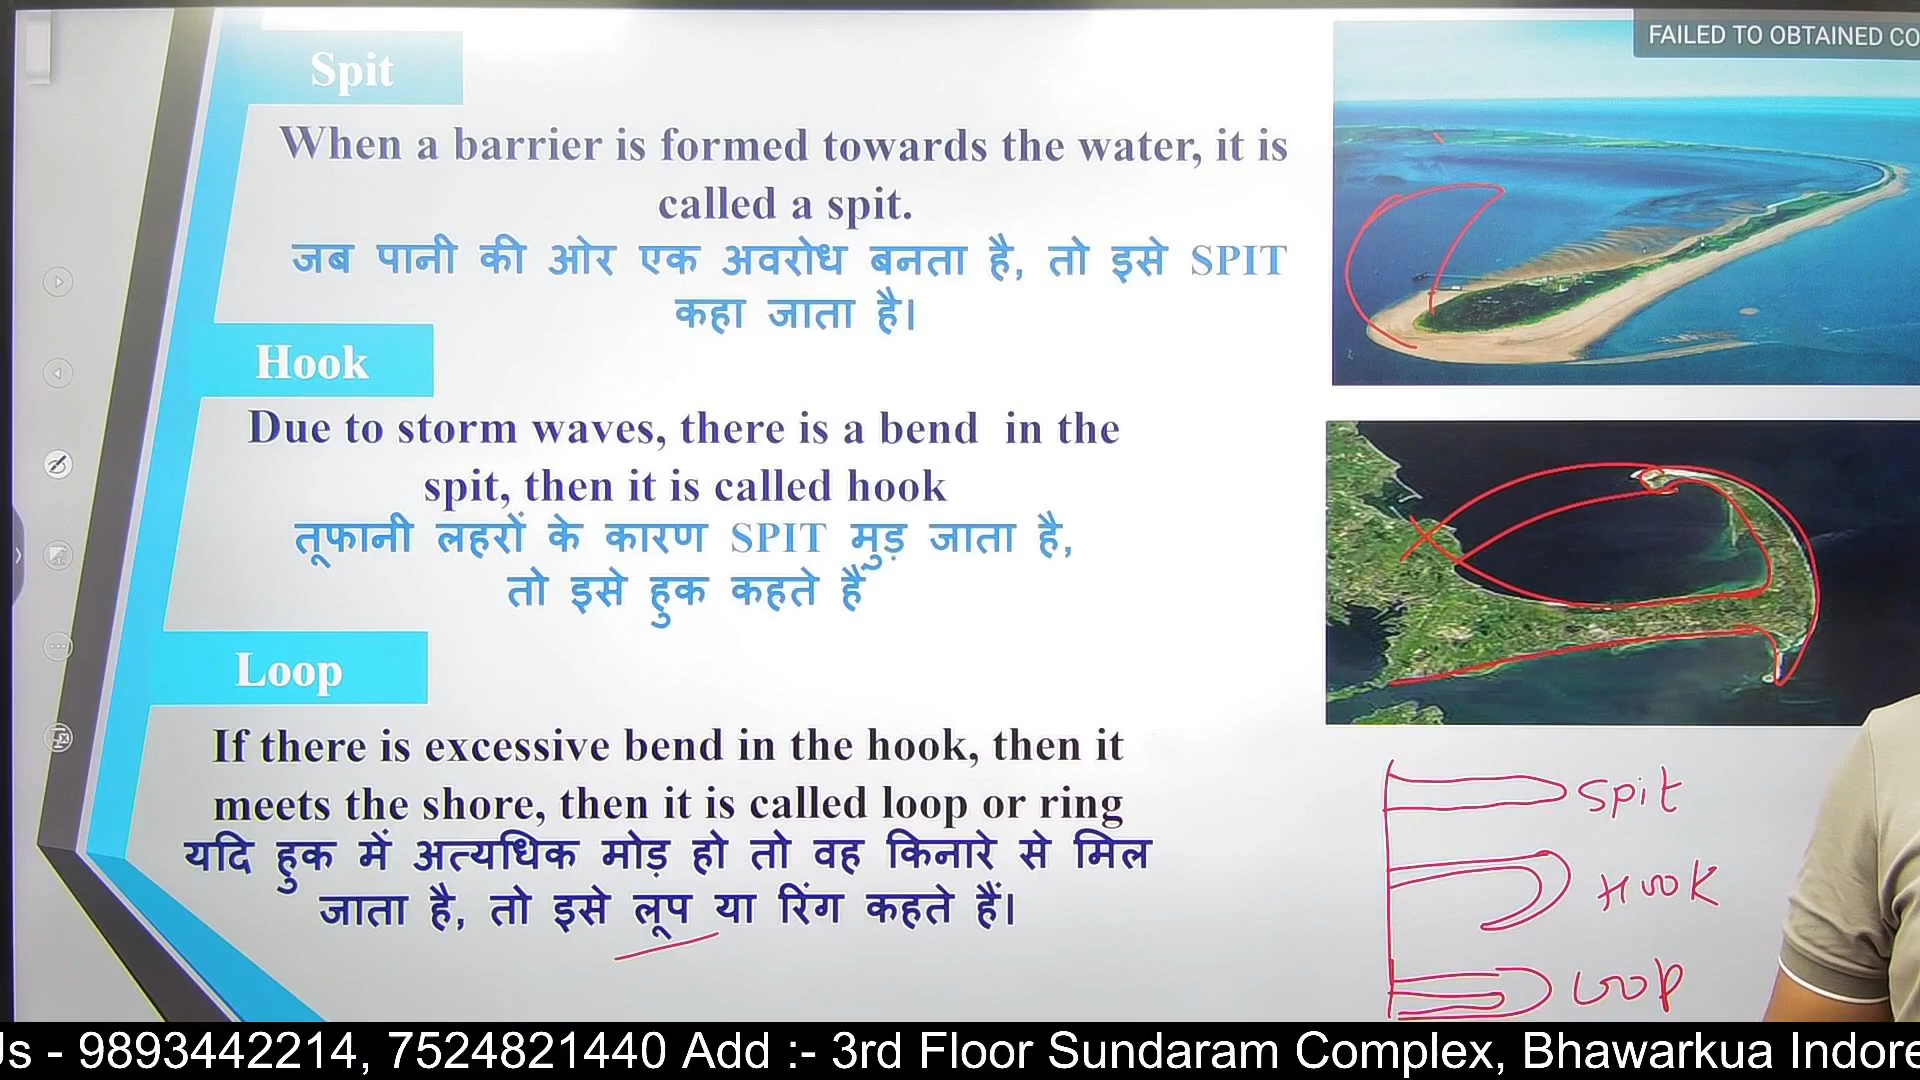 FAILED TO OBTAINED CO
Spit
When a barrier is formed towards the water, it is
called a spit.
जब पानी की ओर एक अवरोध बनता है, तो इसे SPIT
कहा जाता है।
Hook
Due to storm waves, there is a bend in the
spit, then it is called hook
तूफानी लहरों के कारण SPIT मुड़ जाता है,
तो इसे हुक कहते हैं
Loop
If there is excessive bend in the hook, then it
meets the shore, then it is called loop or ring
यदि हुक में अत्यधिक मोड़ हो तो वह किनारे से मिल
जाता है, तो इसे लूप या रिंग कहते हैं।
Spit
HOOK
LOOP
Us - 9893442214, 7524821440 Add :- 3rd Floor Sundaram Complex, Bhawarkua Indore